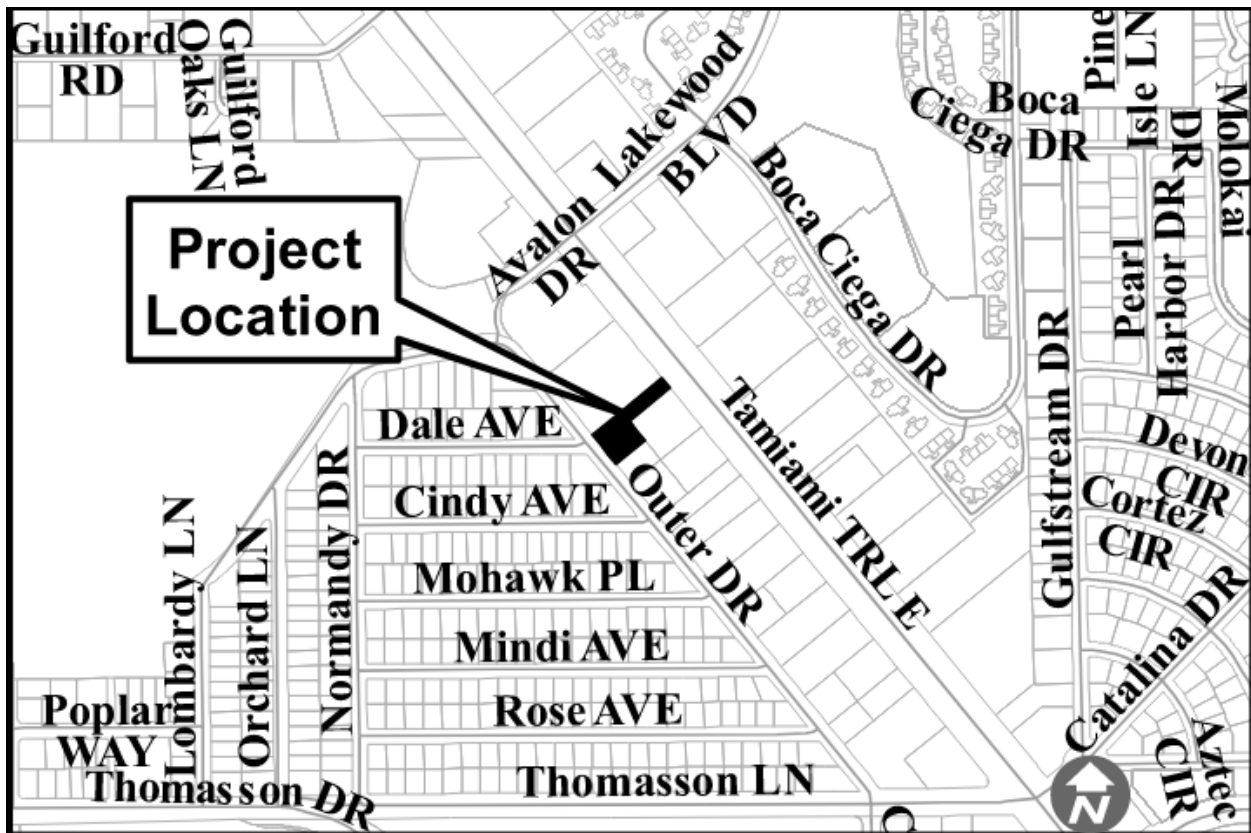 Guilford
RD
Guilford
Oaks LN
Lakewood
BLVD
Avalon
DR
Boca
Ciega DR
Pine
Isle LN
Molokai
DR
Boca Ciega DR
Pearl
Harbor DR
Project
Location
Gulfstream DR
Tamiami TRL E
Dale AVE
Cindy AVE
Mohawk PL
Mindi AVE
Rose AVE
Thomasson LN
Outer DR
Normandy DR
Orchard LN
Lombardy LN
Poplar
WAY
Thomasson DR
Devon
CIR
Cortez
CIR
Catalina DR
Aztec
CIR
N
C